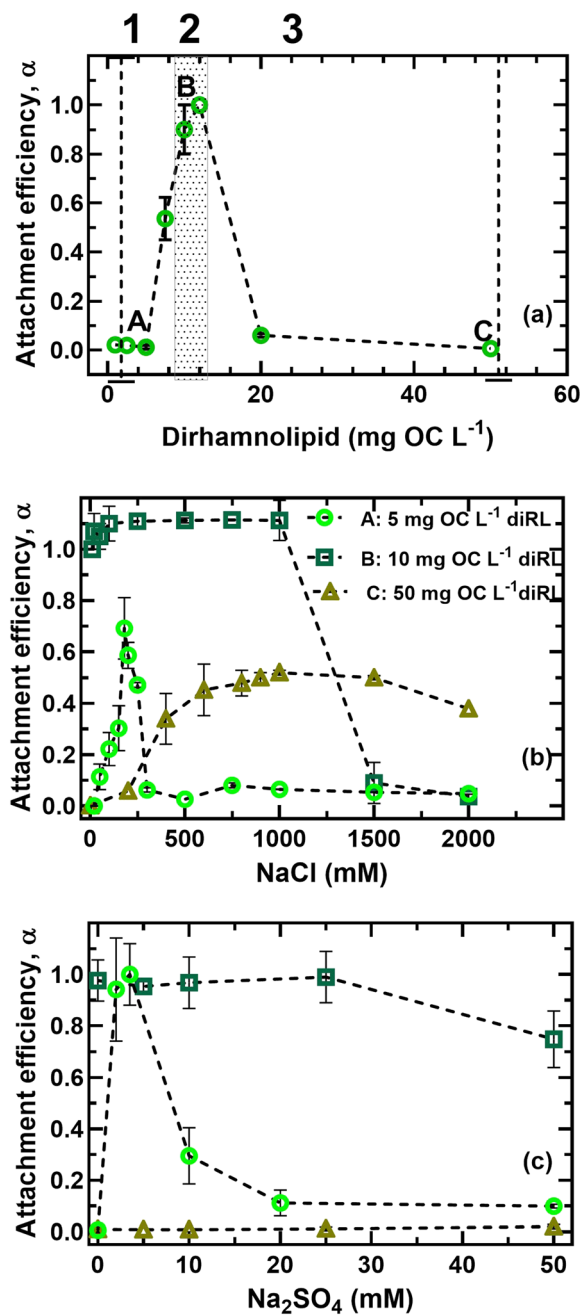 1 2 3
Attachment efficiency, α
1.0
0.8
0.6
0.4
0.2
0.0
A
B
C
(a)
0 20 40 60
Dirhamnolipid (mg OC L⁻¹)
Attachment efficiency, α
1.0
0.8
0.6
0.4
0.2
0.0
A: 5 mg OC L⁻¹ diRL
B: 10 mg OC L⁻¹ diRL
C: 50 mg OC L⁻¹diRL
(b)
0 500 1000 1500 2000
NaCl (mM)
Attachment efficiency, α
1.0
0.8
0.6
0.4
0.2
0.0
(c)
0 10 20 30 40 50
Na₂SO₄ (mM)